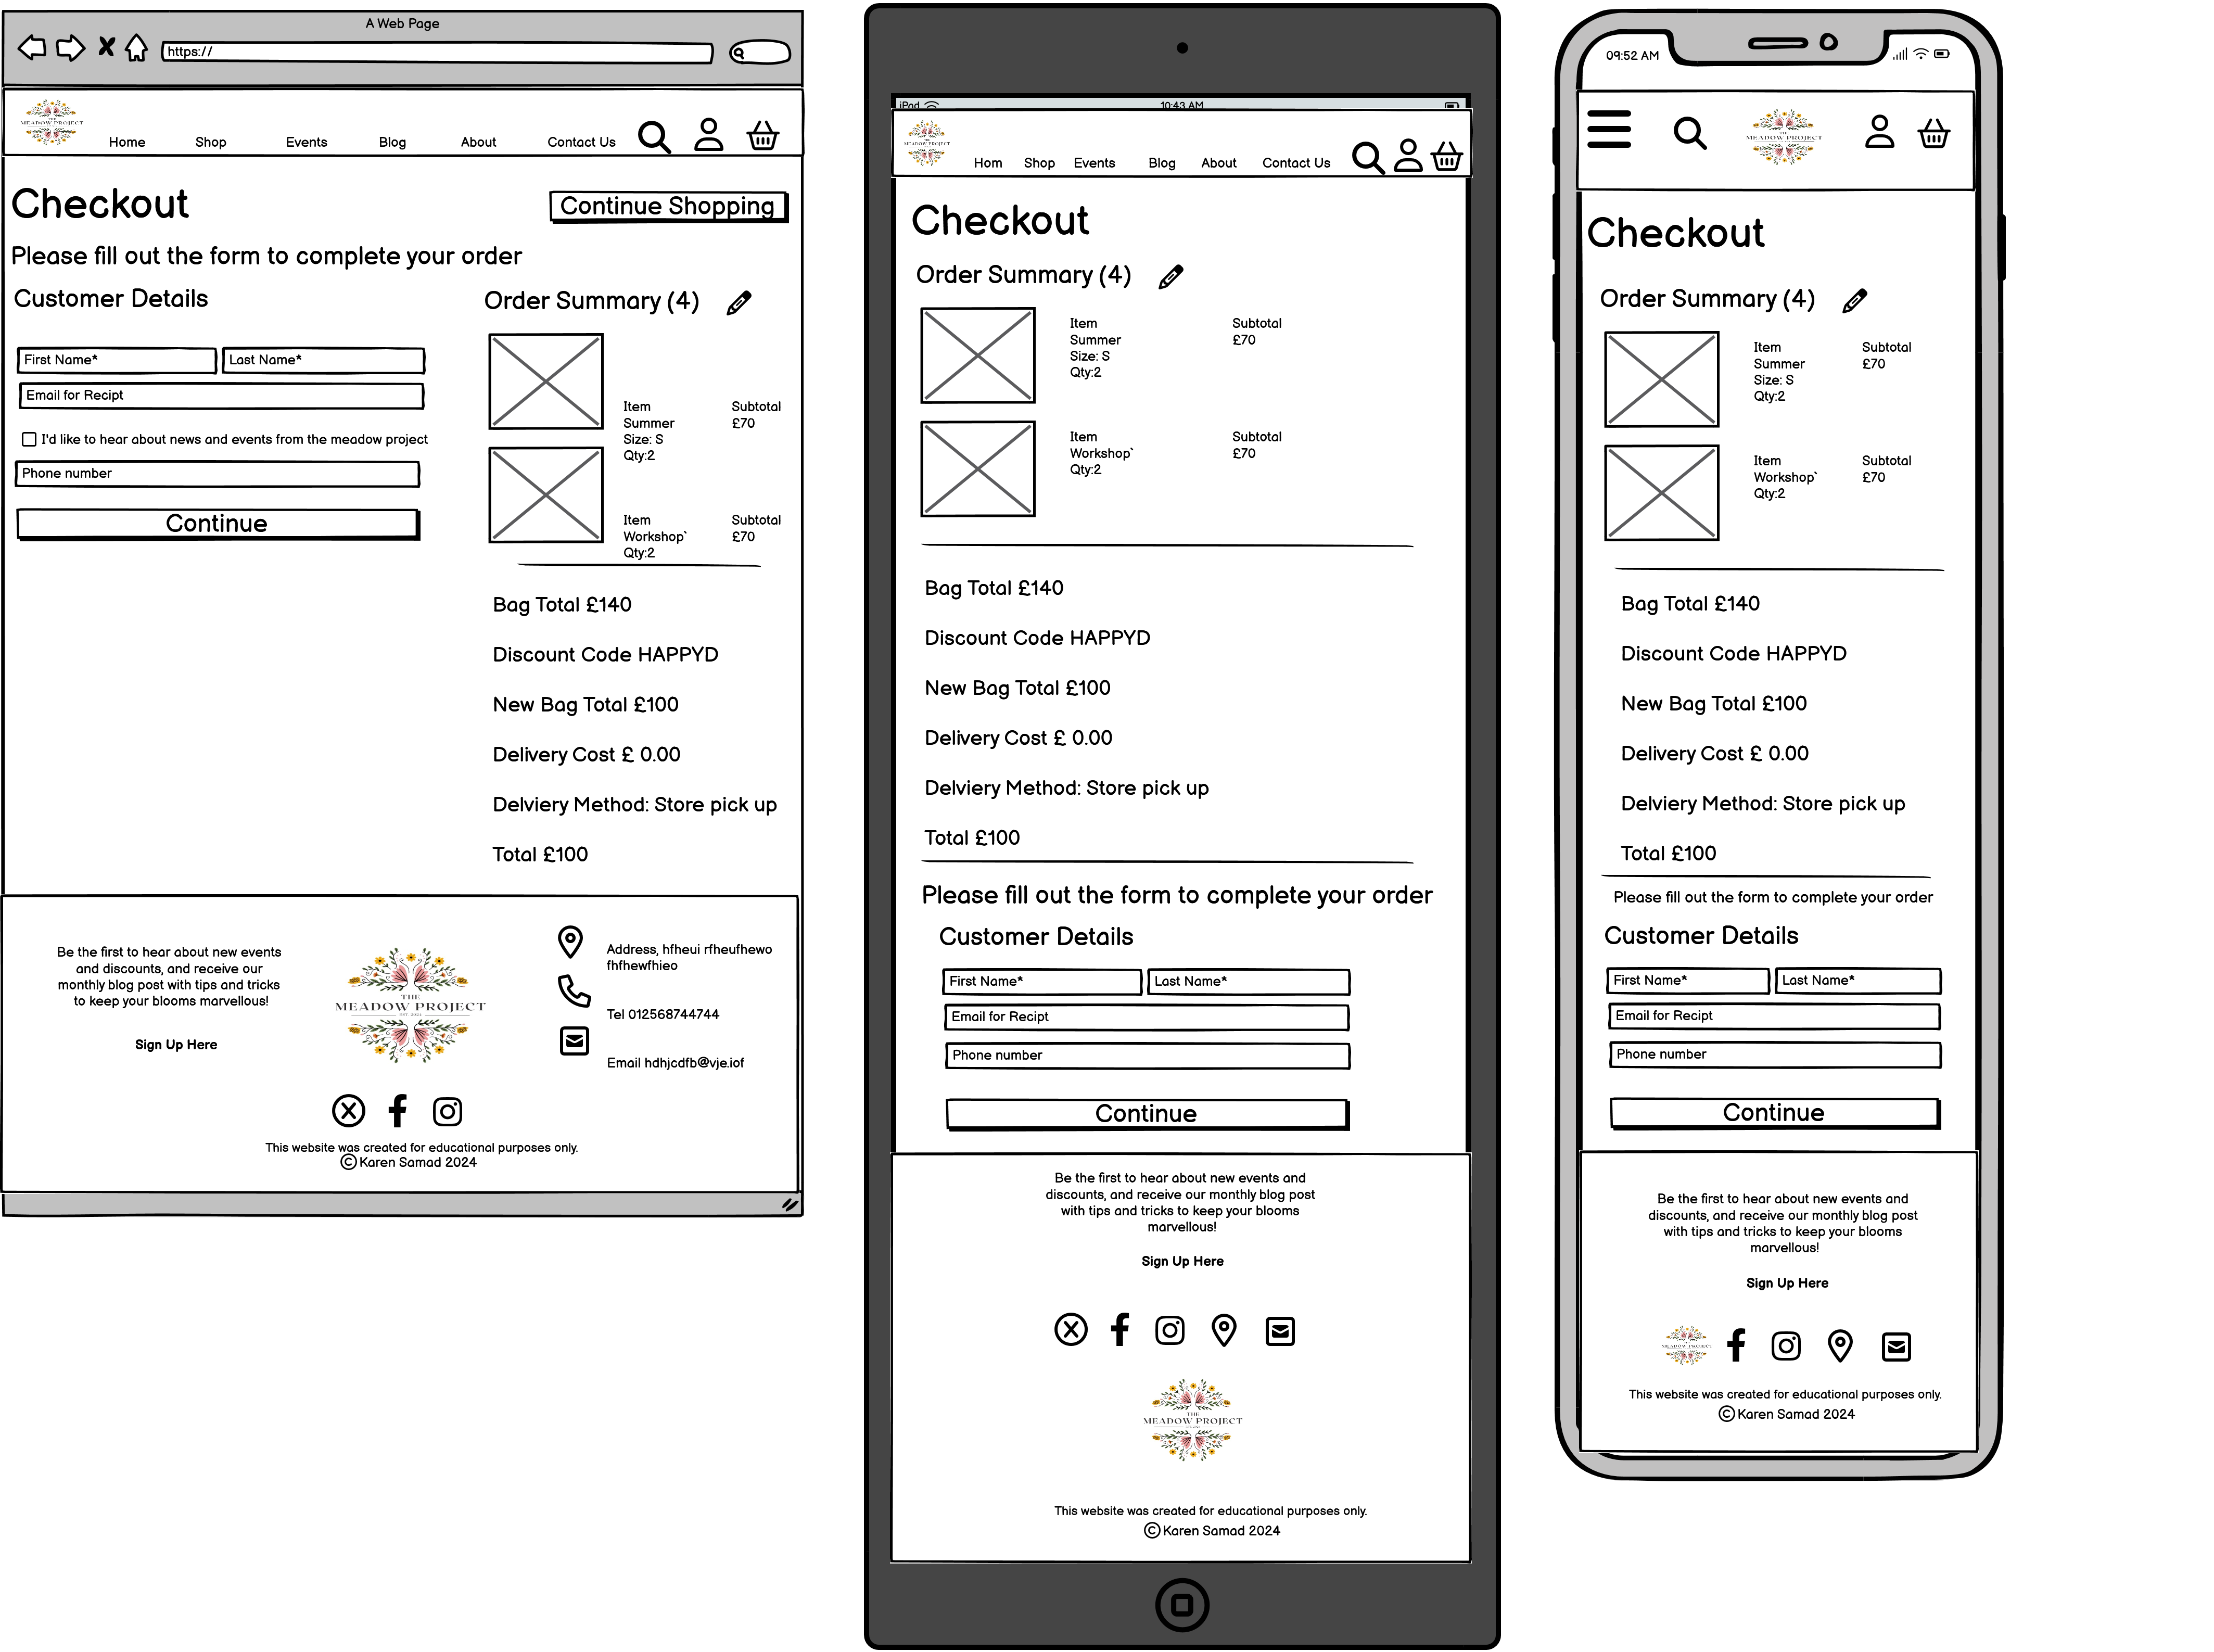 A Web Page
https://
THE
MEADOW PROJECT
Home Shop Events Blog About Contact Us
Checkout
Continue Shopping
Please fill out the form to complete your order
Customer Details
First Name* Last Name*
Email for Recipt
I'd like to hear about news and events from the meadow project
Phone number
Continue
Order Summary (4)
Item Subtotal
Summer £70
Size: S
Qty:2
Item Subtotal
Workshop` £70
Qty:2
Bag Total £140
Discount Code HAPPYD
New Bag Total £100
Delivery Cost £ 0.00
Delviery Method: Store pick up
Total £100
Be the first to hear about new events
and discounts, and receive our
monthly blog post with tips and tricks
to keep your blooms marvellous!
Sign Up Here
THE
MEADOW PROJECT
EST. 2024
Address, hfheui rfheufhewo
fhfhewfhieo
Tel 012568744744
Email hdhjcdfb@vje.iof
This website was created for educational purposes only.
© Karen Samad 2024
iPad 10:43 AM
THE
MEADOW PROJECT
Hom Shop Events Blog About Contact Us
Checkout
Order Summary (4)
Item Subtotal
Summer £70
Size: S
Qty:2
Item Subtotal
Workshop` £70
Qty:2
Bag Total £140
Discount Code HAPPYD
New Bag Total £100
Delivery Cost £ 0.00
Delviery Method: Store pick up
Total £100
Please fill out the form to complete your order
Customer Details
First Name* Last Name*
Email for Recipt
Phone number
Continue
Be the first to hear about new events and
discounts, and receive our monthly blog post
with tips and tricks to keep your blooms
marvellous!
Sign Up Here
THE
MEADOW PROJECT
This website was created for educational purposes only.
© Karen Samad 2024
09:52 AM
THE
MEADOW PROJECT
Checkout
Order Summary (4)
Item Subtotal
Summer £70
Size: S
Qty:2
Item Subtotal
Workshop` £70
Qty:2
Bag Total £140
Discount Code HAPPYD
New Bag Total £100
Delivery Cost £ 0.00
Delviery Method: Store pick up
Total £100
Please fill out the form to complete your order
Customer Details
First Name* Last Name*
Email for Recipt
Phone number
Continue
Be the first to hear about new events and
discounts, and receive our monthly blog post
with tips and tricks to keep your blooms
marvellous!
Sign Up Here
MEADOW PROJECT
This website was created for educational purposes only.
© Karen Samad 2024